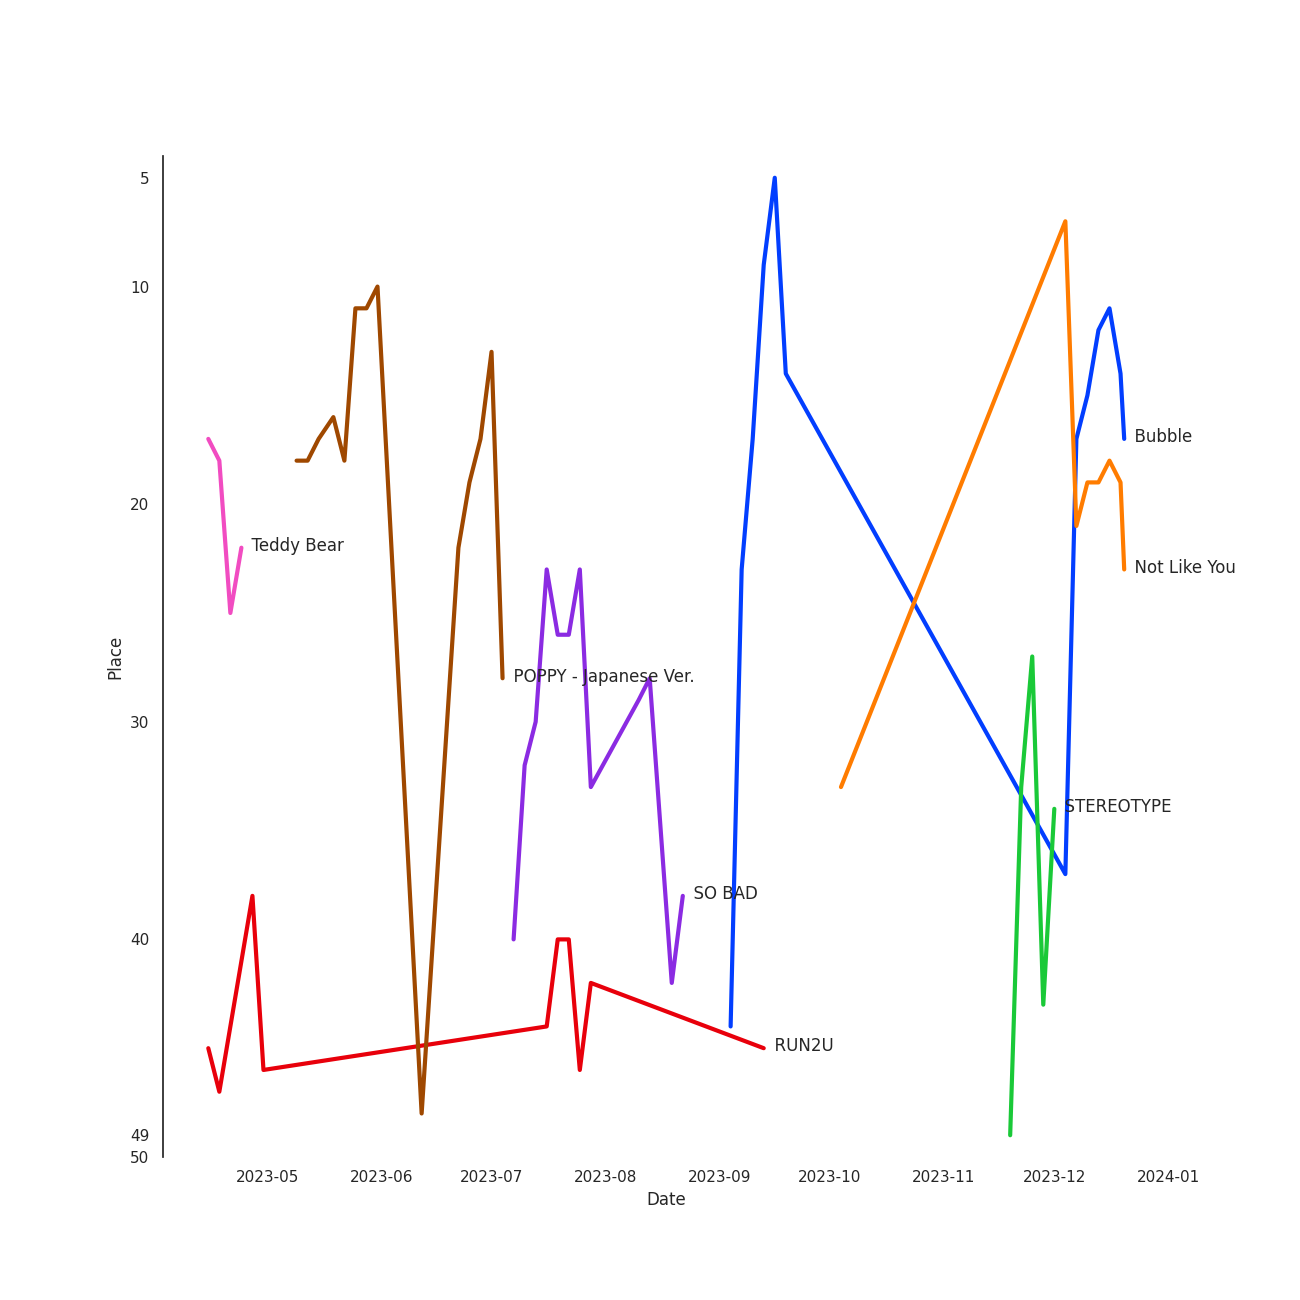 5
10
20
30
40
49
50
Place
Bubble
Teddy Bear
Not Like You
POPPY - Japanese Ver.
STEREOTYPE
SO BAD
RUN2U
2023-05 2023-06 2023-07 2023-08 2023-09 2023-10 2023-11 2023-12 2024-01
Date